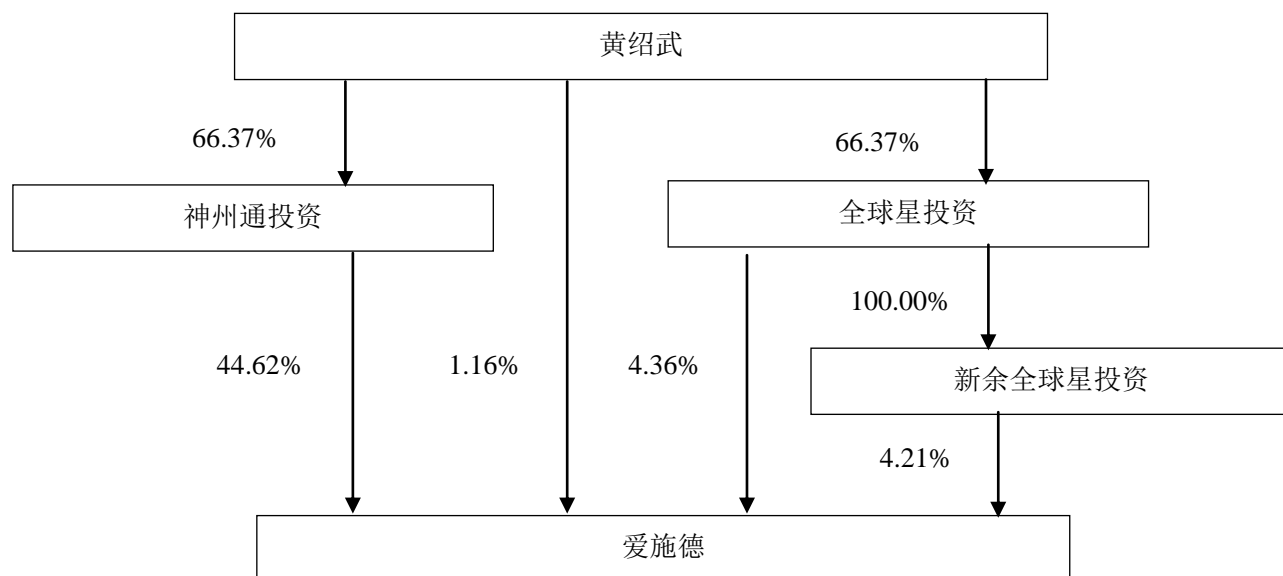 黄绍武
66.37%
66.37%
神州通投资
全球星投资
100.00%
44.62%
1.16%
4.36%
新余全球星投资
4.21%
爱施德